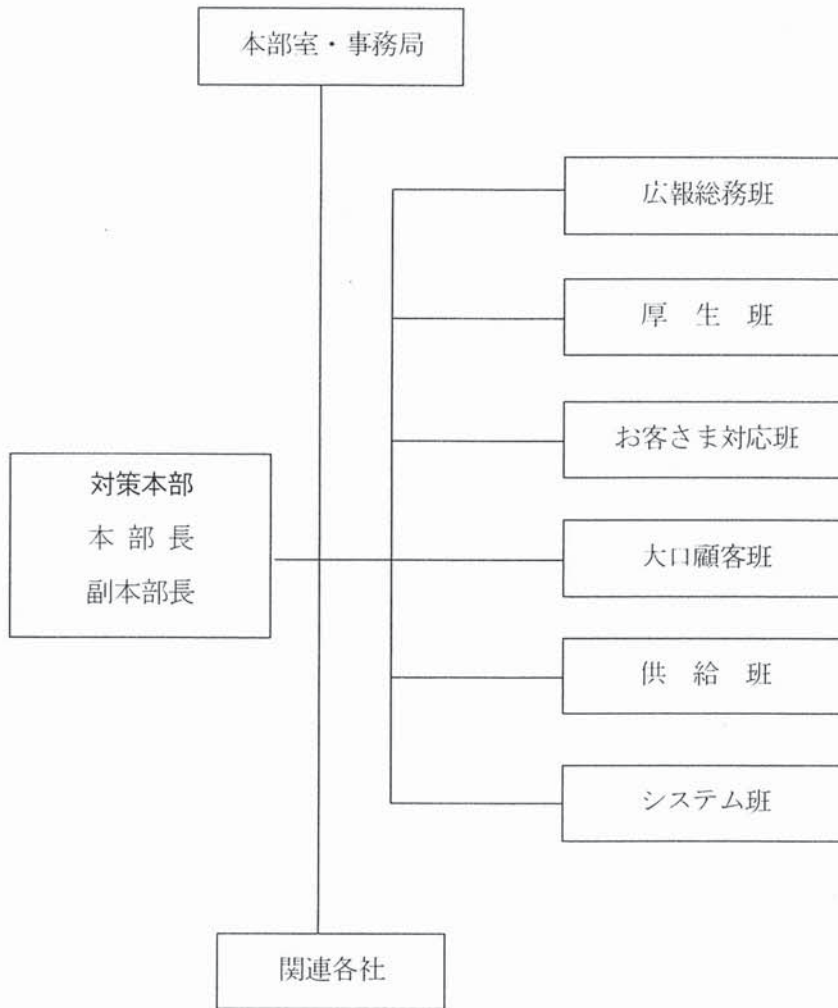 本部室・事務局
広報総務班
厚　生　班
お客さま対応班
対策本部
本 部 長
副本部長
大口顧客班
供　給　班
システム班
関連各社